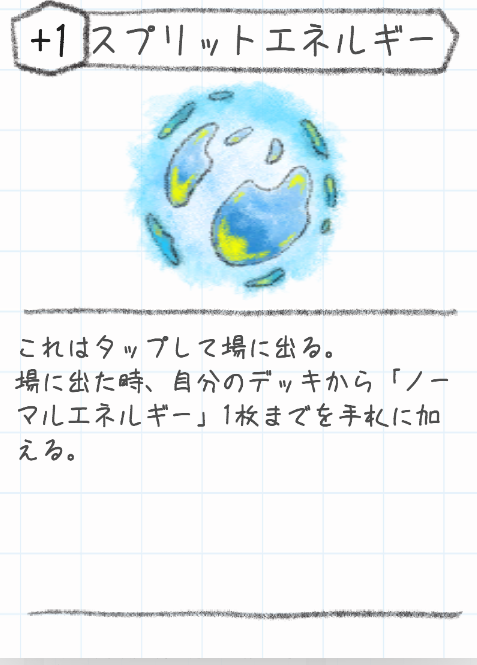 +1 スプリットエネルギー
これはタップして場に出る。
場に出た時、自分のデッキから「ノー
マルエネルギー」1枚までを手札に加
える。